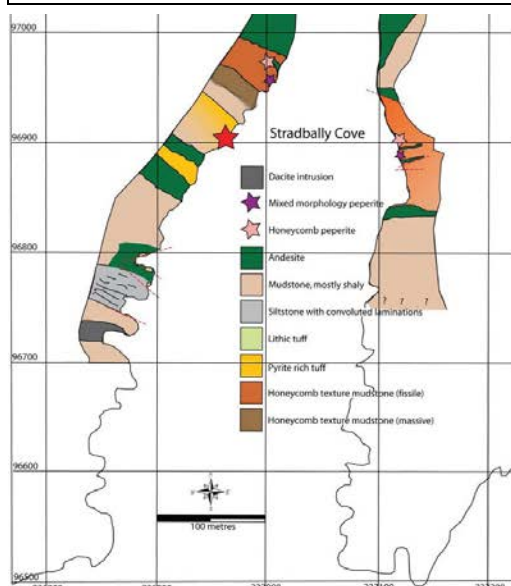 97000
96900
Stradbally Cove
Dacite intrusion
Mixed morphology peperite
Honeycomb peperite
Andesite
96800
Mudstone, mostly shaly
Siltstone with convoluted laminations
? ? ?
Lithic tuff
Pyrite rich tuff
96700
Honeycomb texture mudstone (fissile)
Honeycomb texture mudstone (massive)
96600
100 metres
96500